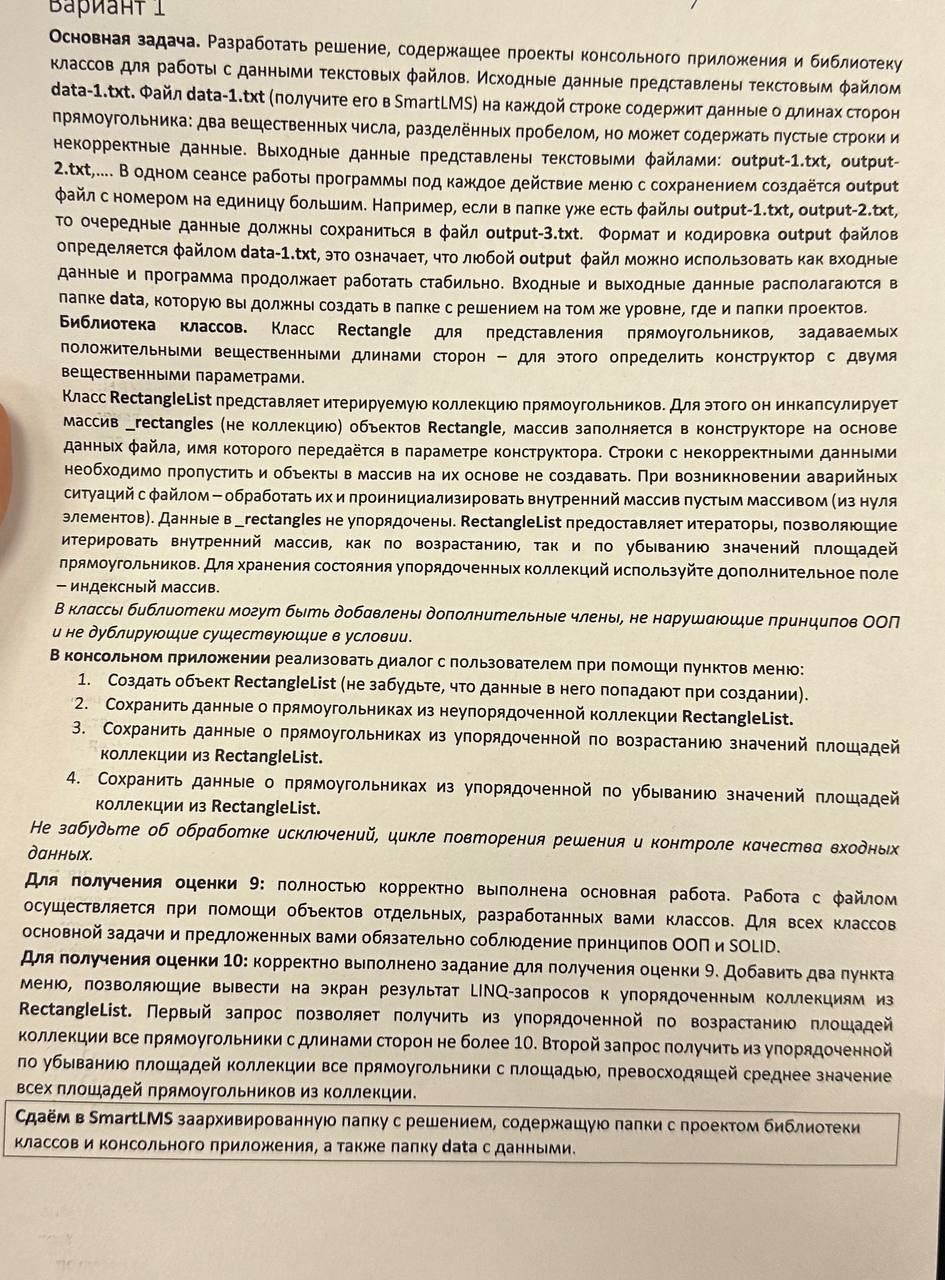 Вариант 1
Основная задача. Разработать решение, содержащее проекты консольного приложения и библиотеку
классов для работы с данными текстовых файлов. Исходные данные представлены текстовым файлом
data-1.txt. Файл data-1.txt (получите его в SmartLMS) на каждой строке содержит данные о длинах сторон
прямоугольника: два вещественных числа, разделённых пробелом, но может содержать пустые строки и
некорректные данные. Выходные данные представлены текстовыми файлами: output-1.txt, output-
2.txt,.... В одном сеансе работы программы под каждое действие меню с сохранением создаётся output
файл с номером на единицу большим. Например, если в папке уже есть файлы output-1.txt, output-2.txt,
то очередные данные должны сохраниться в файл output-3.txt. Формат и кодировка output файлов
определяется файлом data-1.txt, это означает, что любой output файл можно использовать как входные
данные и программа продолжает работать стабильно. Входные и выходные данные располагаются в
папке data, которую вы должны создать в папке с решением на том же уровне, где и папки проектов.
Библиотека классов. Класс Rectangle для представления прямоугольников, задаваемых
положительными вещественными длинами сторон – для этого определить конструктор с двумя
вещественными параметрами.
Класс RectangleList представляет итерируемую коллекцию прямоугольников. Для этого он инкапсулирует
массив _rectangles (не коллекцию) объектов Rectangle, массив заполняется в конструкторе на основе
данных файла, имя которого передаётся в параметре конструктора. Строки с некорректными данными
необходимо пропустить и объекты в массив на их основе не создавать. При возникновении аварийных
ситуаций с файлом – обработать их и проинициализировать внутренний массив пустым массивом (из нуля
элементов). Данные в _rectangles не упорядочены. RectangleList предоставляет итераторы, позволяющие
итерировать внутренний массив, как по возрастанию, так и по убыванию значений площадей
прямоугольников. Для хранения состояния упорядоченных коллекций используйте дополнительное поле
– индексный массив.
В классы библиотеки могут быть добавлены дополнительные члены, не нарушающие принципов ООП
и не дублирующие существующие в условии.
В консольном приложении реализовать диалог с пользователем при помощи пунктов меню:
1. Создать объект RectangleList (не забудьте, что данные в него попадают при создании).
2. Сохранить данные о прямоугольниках из неупорядоченной коллекции RectangleList.
3. Сохранить данные о прямоугольниках из упорядоченной по возрастанию значений площадей
коллекции из RectangleList.
4. Сохранить данные о прямоугольниках из упорядоченной по убыванию значений площадей
коллекции из RectangleList.
Не забудьте об обработке исключений, цикле повторения решения и контроле качества входных
данных.
Для получения оценки 9: полностью корректно выполнена основная работа. Работа с файлом
осуществляется при помощи объектов отдельных, разработанных вами классов. Для всех классов
основной задачи и предложенных вами обязательно соблюдение принципов ООП и SOLID.
Для получения оценки 10: корректно выполнено задание для получения оценки 9. Добавить два пункта
меню, позволяющие вывести на экран результат LINQ-запросов к упорядоченным коллекциям из
RectangleList. Первый запрос позволяет получить из упорядоченной по возрастанию площадей
коллекции все прямоугольники с длинами сторон не более 10. Второй запрос получить из упорядоченной
по убыванию площадей коллекции все прямоугольники с площадью, превосходящей среднее значение
всех площадей прямоугольников из коллекции.
Сдаём в SmartLMS заархивированную папку с решением, содержащую папки с проектом библиотеки
классов и консольного приложения, а также папку data с данными.